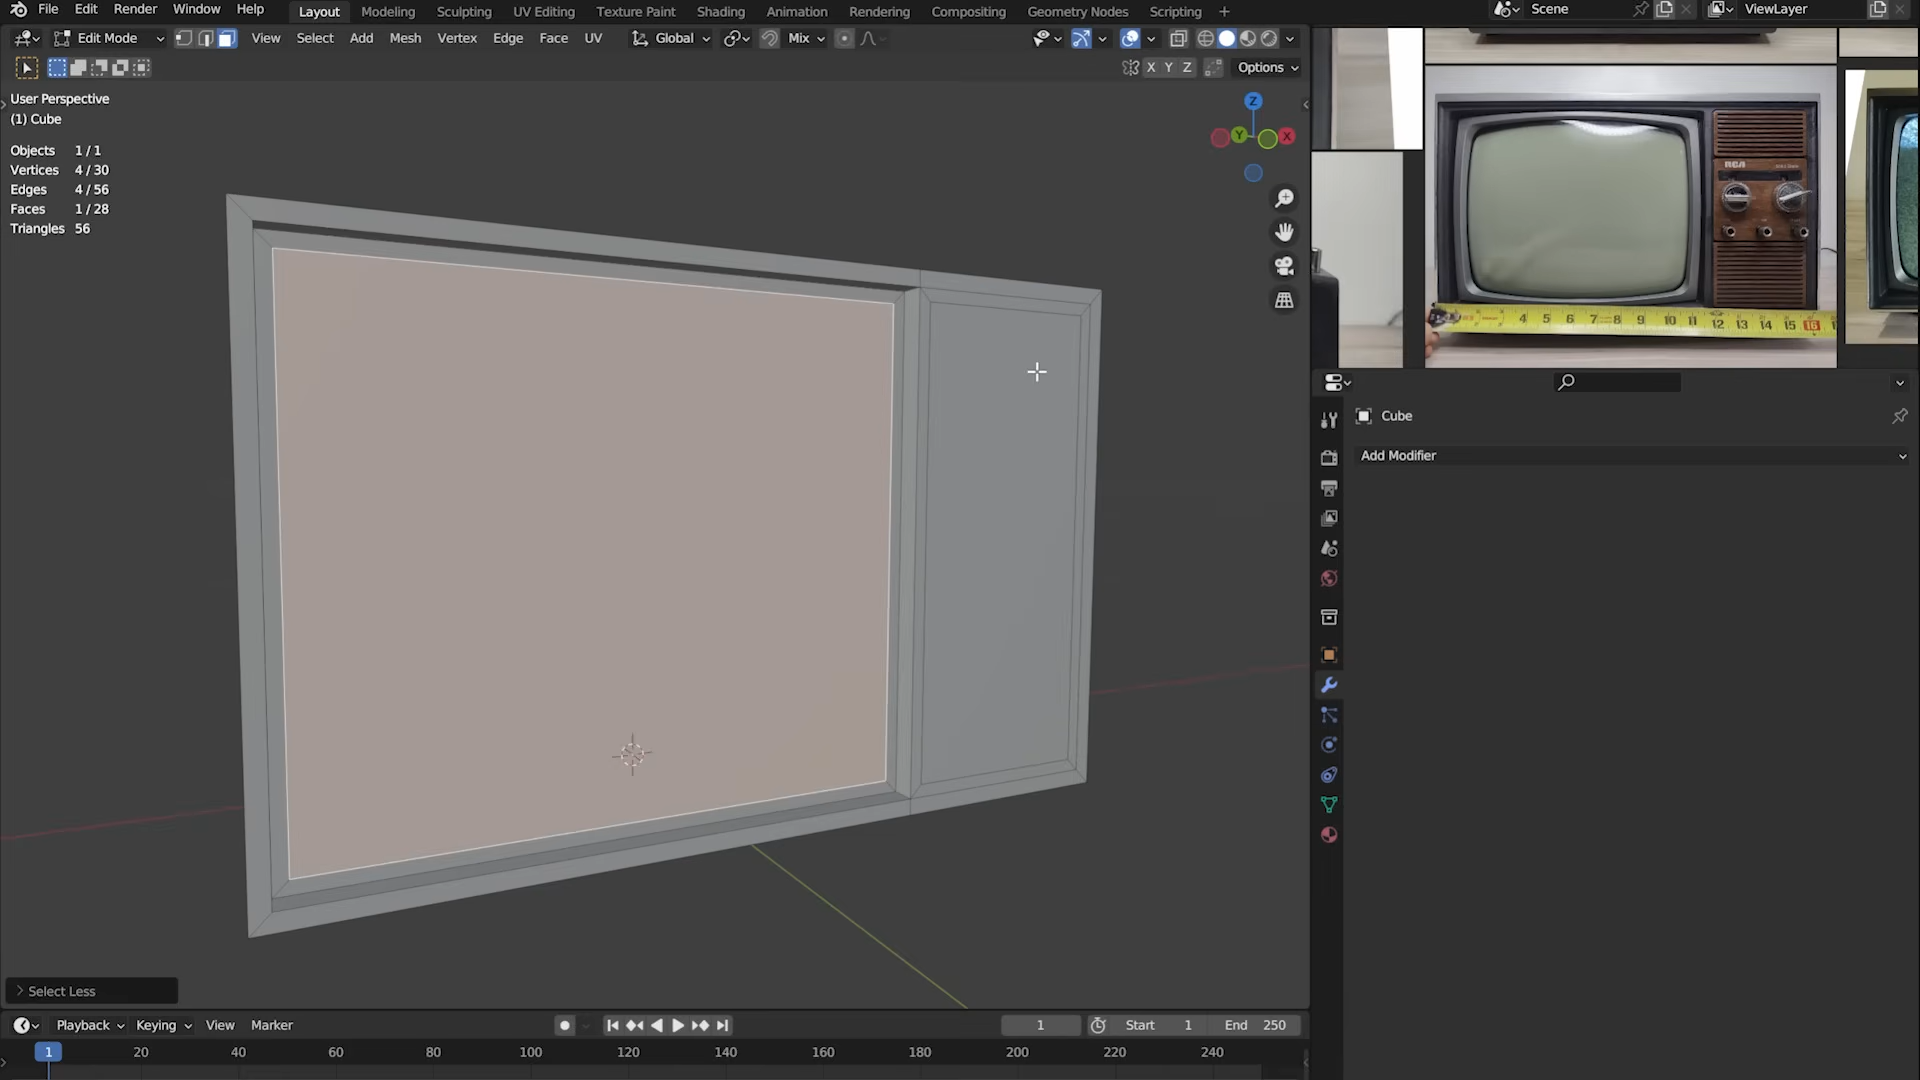 File Edit Render Window Help Layout Modeling Sculpting UV Editing Texture Paint Shading Animation Rendering Compositing Geometry Nodes Scripting + Scene ViewLayer
Edit Mode View Select Add Mesh Vertex Edge Face UV Global Mix
X Y Z Options
User Perspective
(1) Cube
Objects 1 / 1
Vertices 4 / 30
Edges 4 / 56
Faces 1 / 28
Triangles 56
Z
Y X
RCA
4 5 6 7 8 9 10 11 12 13 14 15 16
Cube
Add Modifier
Select Less
Playback Keying View Marker 1 Start 1 End 250
1 20 40 60 80 100 120 140 160 180 200 220 240